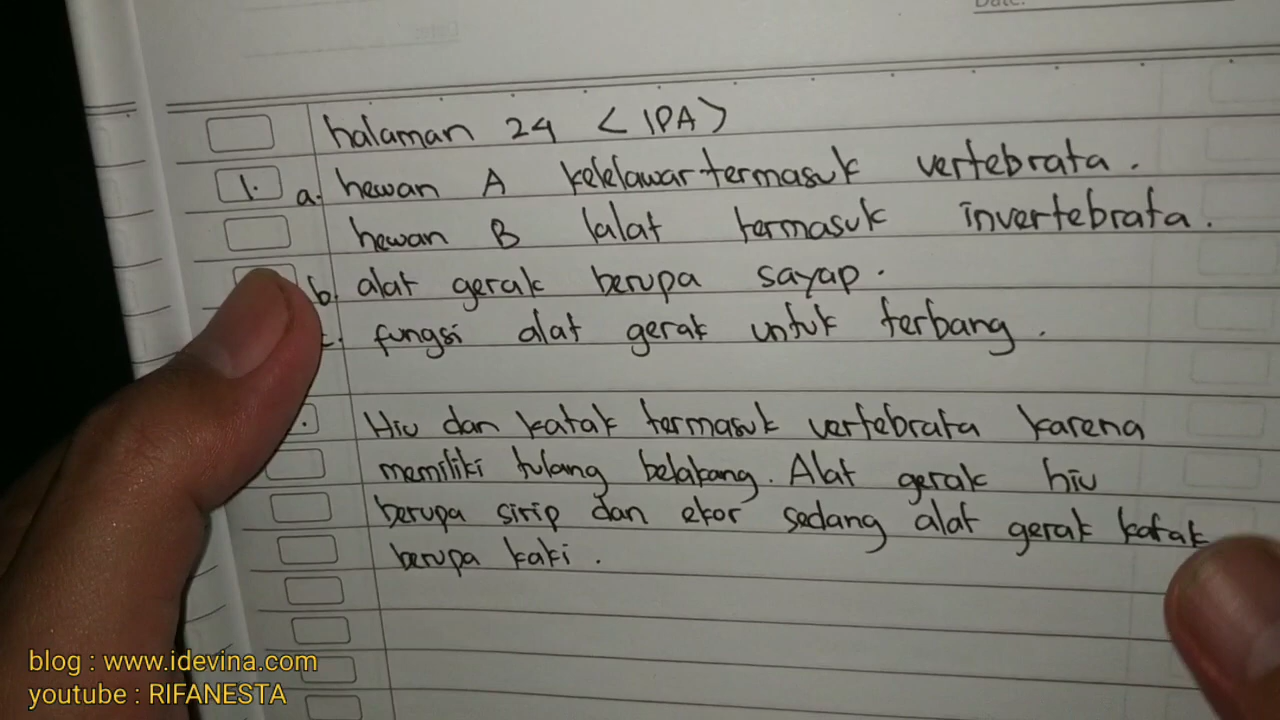 Date:
halaman 24 <IPA>
1. a. hewan A kelelawar termasuk vertebrata.
hewan B lalat termasuk invertebrata.
b. alat gerak berupa sayap.
c. fungsi alat gerak untuk terbang.
Hiu dan katak termasuk vertebrata karena
memiliki tulang belakang. Alat gerak hiu
berupa sirip dan ekor sedang alat gerak katak
berupa kaki.
blog : www.idevina.com
youtube : RIFANESTA